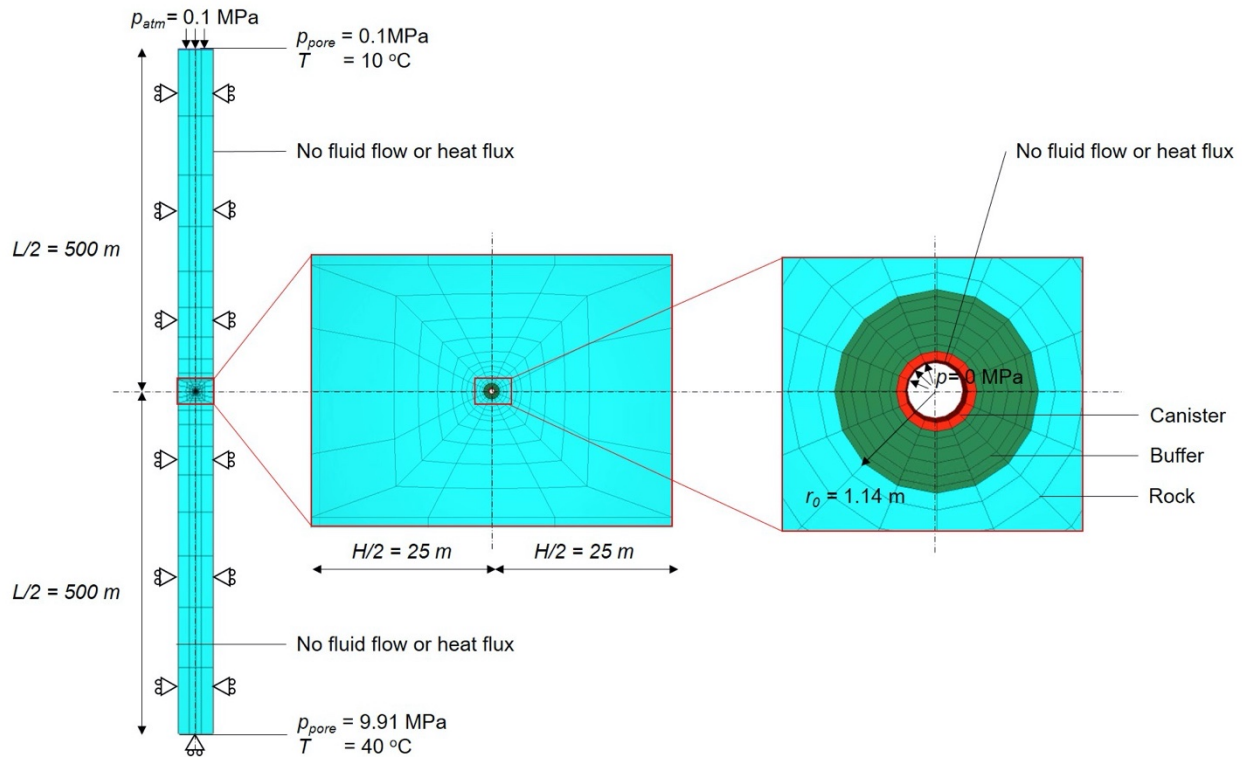 p_atm = 0.1 MPa
p_pore = 0.1MPa
T = 10 °C
No fluid flow or heat flux
No fluid flow or heat flux
L/2 = 500 m
p= 0 MPa
Canister
Buffer
r_0 = 1.14 m
Rock
H/2 = 25 m
H/2 = 25 m
L/2 = 500 m
No fluid flow or heat flux
p_pore = 9.91 MPa
T = 40 °C